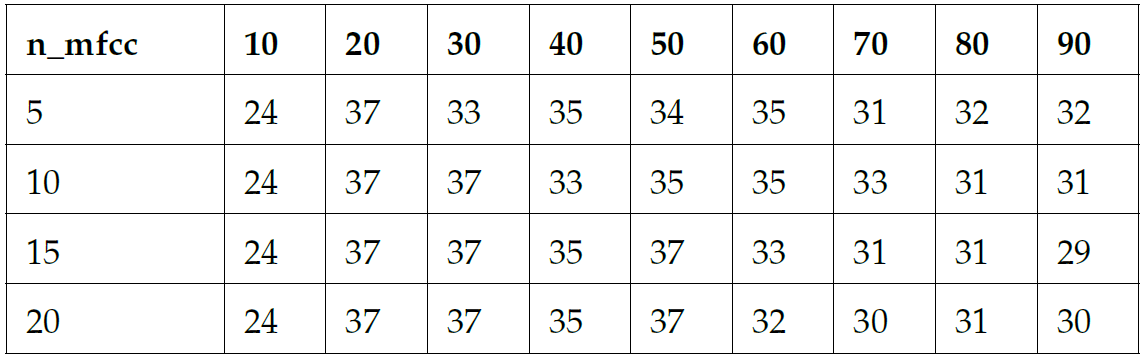 n_mfcc 10 20 30 40 50 60 70 80 90
5 24 37 33 35 34 35 31 32 32
10 24 37 37 33 35 35 33 31 31
15 24 37 37 35 37 33 31 31 29
20 24 37 37 35 37 32 30 31 30